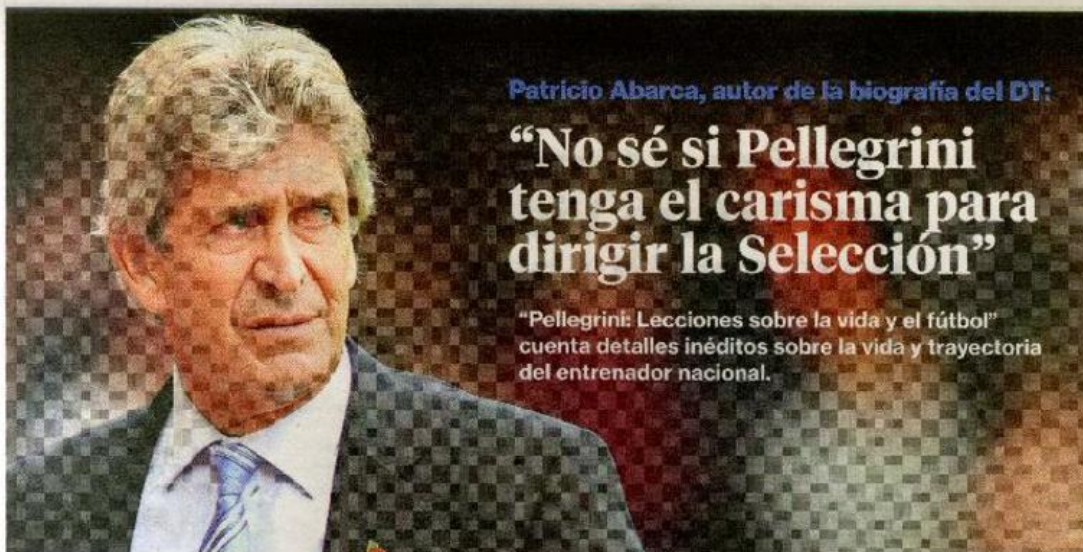 Patricio Abarca, autor de la biografía del DT:
“No sé si Pellegrini
tenga el carisma para
dirigir la Selección”
“Pellegrini: Lecciones sobre la vida y el fútbol”
cuenta detalles inéditos sobre la vida y trayectoria
del entrenador nacional.